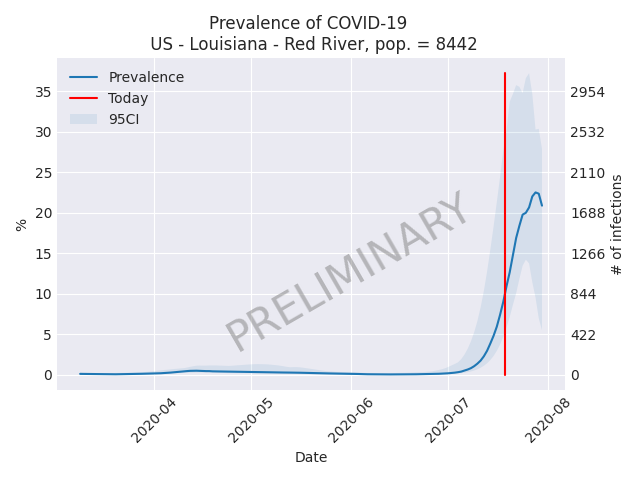 Prevalence of COVID-19
US - Louisiana - Red River, pop. = 8442
Prevalence
Today
95CI
PRELIMINARY
%
35
30
25
20
15
10
5
0
2954
2532
2110
1688
1266
844
422
0
# of infections
2020-04
2020-05
2020-06
2020-07
2020-08
Date